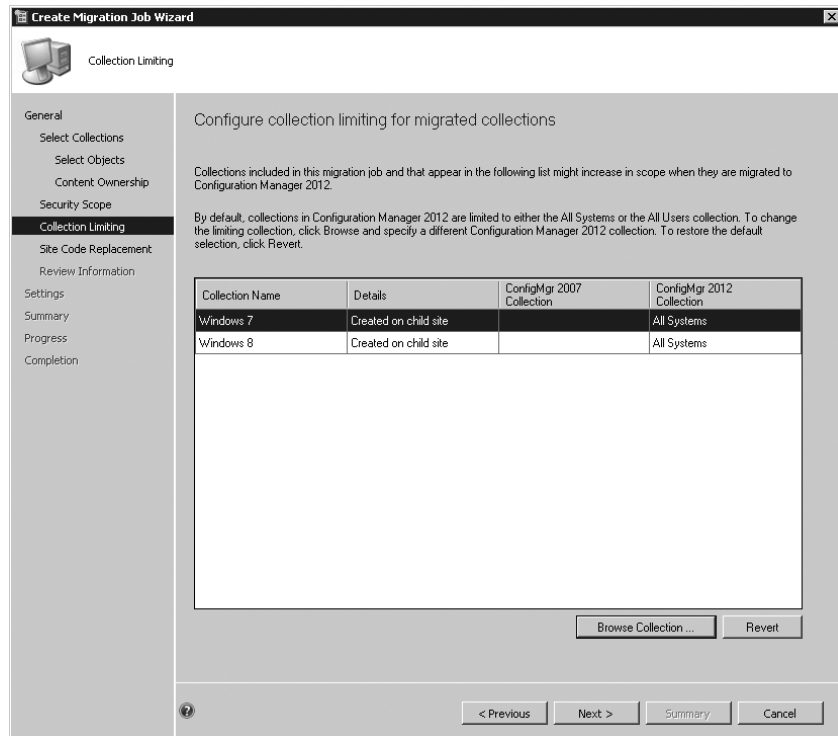 Create Migration Job Wizard
Collection Limiting
General
Select Collections
Select Objects
Content Ownership
Security Scope
Collection Limiting
Site Code Replacement
Review Information
Settings
Summary
Progress
Completion
Configure collection limiting for migrated collections
Collections included in this migration job and that appear in the following list might increase in scope when they are migrated to
Configuration Manager 2012.
By default, collections in Configuration Manager 2012 are limited to either the All Systems or the All Users collection. To change
the limiting collection, click Browse and specify a different Configuration Manager 2012 collection. To restore the default
selection, click Revert.
Collection Name Details ConfigMgr 2007 Collection ConfigMgr 2012 Collection
Windows 7 Created on child site All Systems
Windows 8 Created on child site All Systems
Browse Collection ... Revert
< Previous Next > Summary Cancel